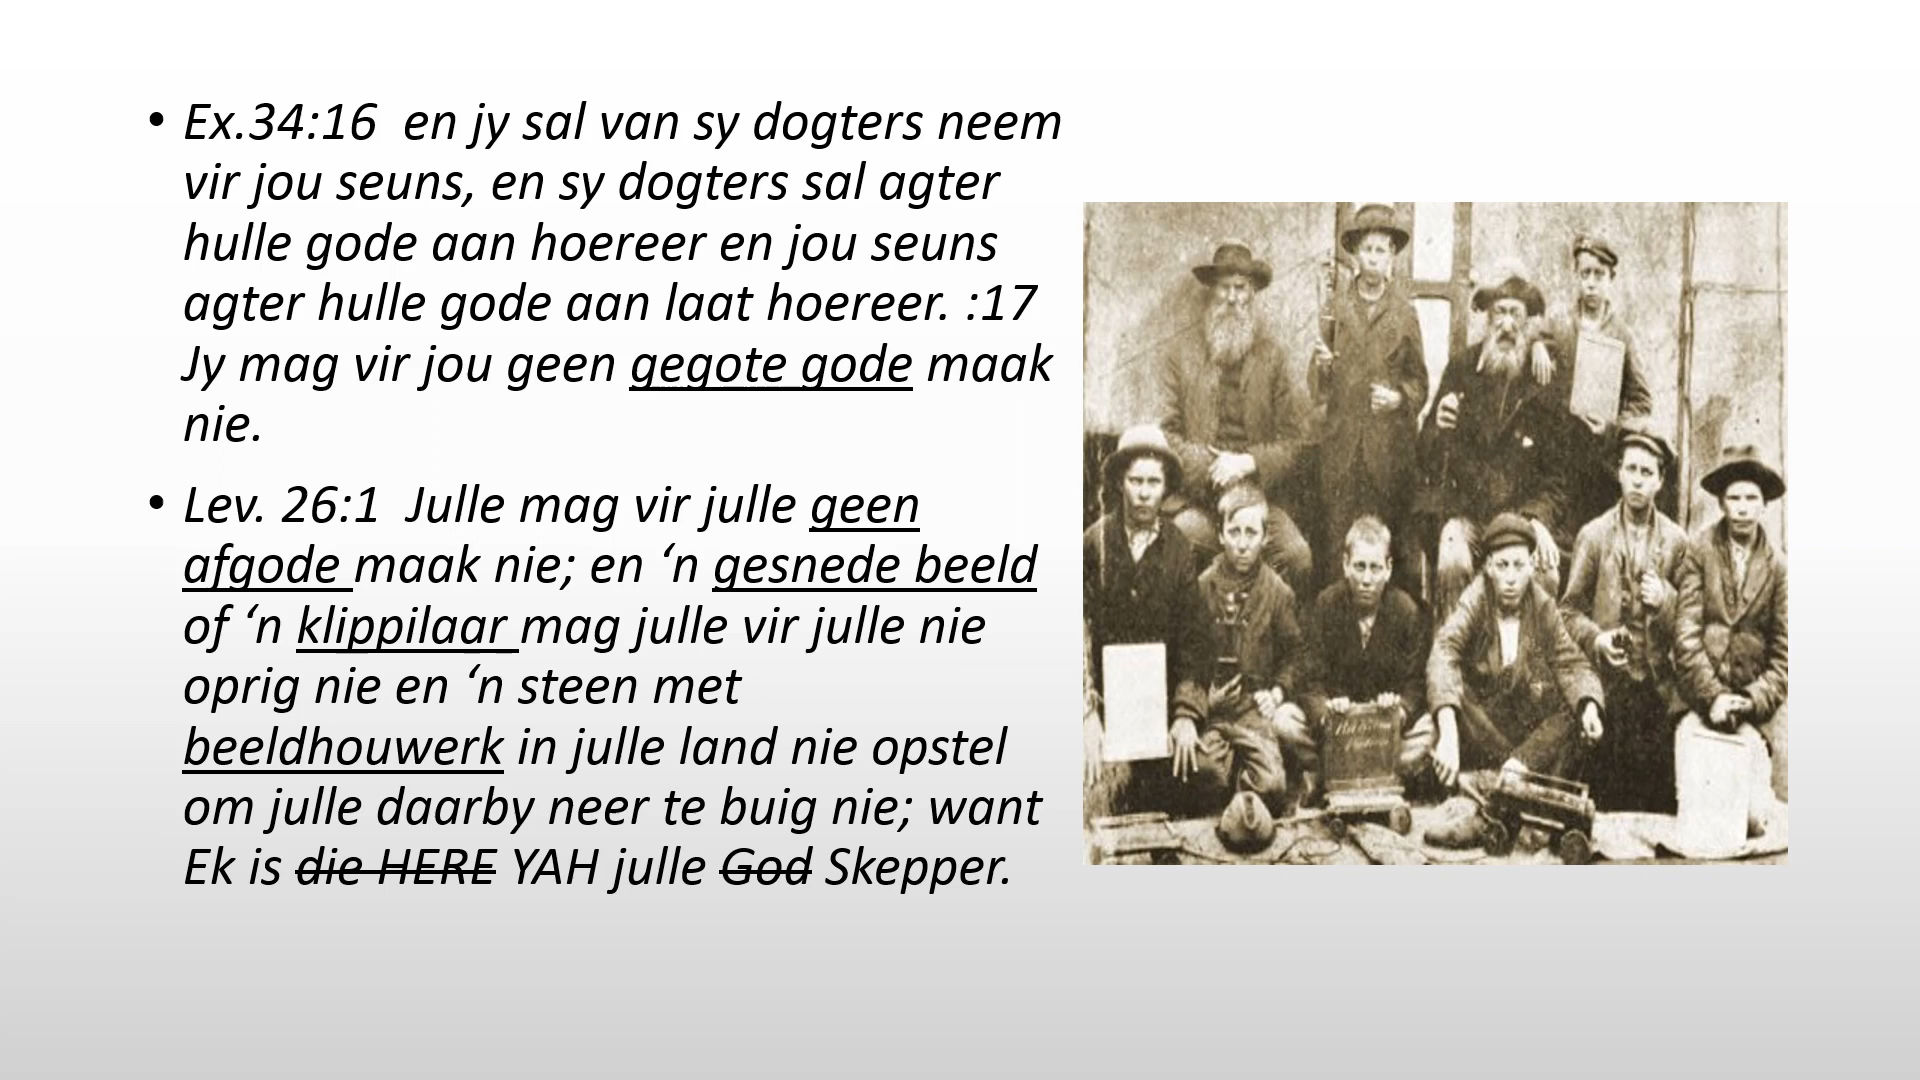 • Ex.34:16  en jy sal van sy dogters neem
vir jou seuns, en sy dogters sal agter
hulle gode aan hoereer en jou seuns
agter hulle gode aan laat hoereer. :17
Jy mag vir jou geen gegote gode maak
nie.
• Lev. 26:1  Julle mag vir julle geen
afgode maak nie; en ‘n gesnede beeld
of ‘n klippilaar mag julle vir julle nie
oprig nie en ‘n steen met
beeldhouwerk in julle land nie opstel
om julle daarby neer te buig nie; want
Ek is die HERE YAH julle God Skepper.